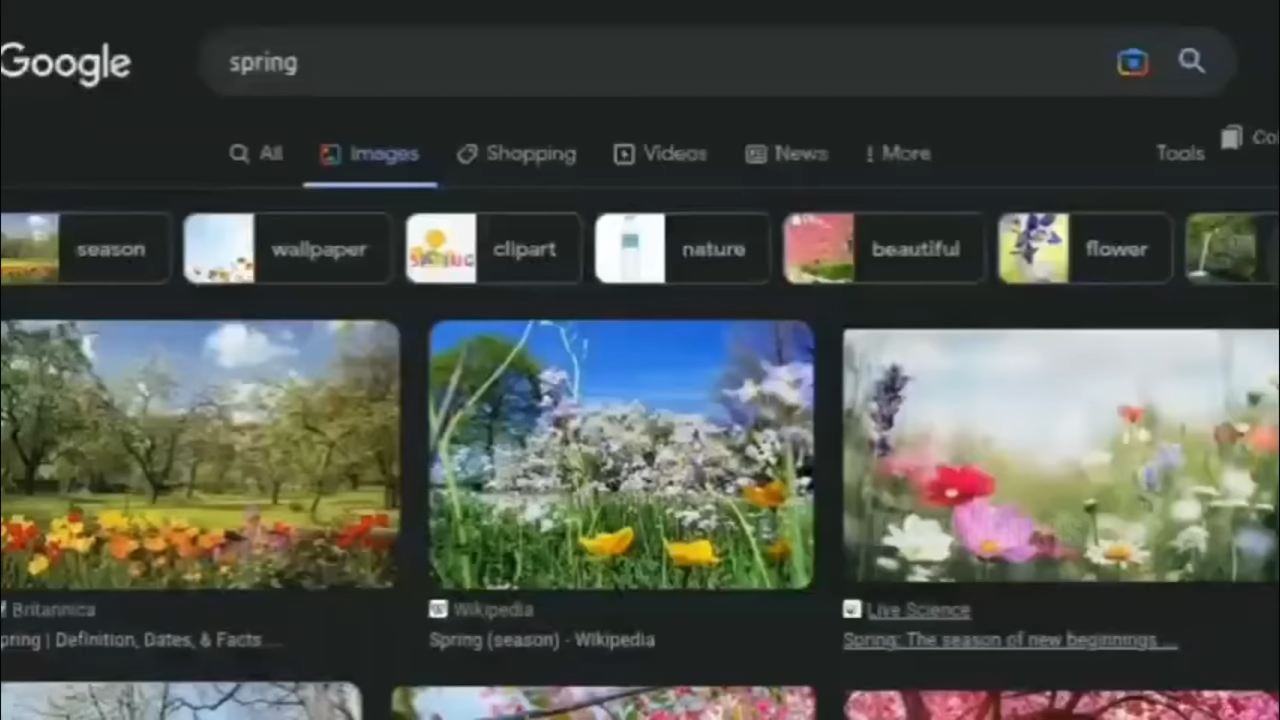 Google
spring
All Images Shopping Videos News More Tools
season wallpaper clipart nature beautiful flower
SPRING
Britannica Wikipedia Live Science
pring | Definition, Dates, & Facts ... Spring (season) - Wikipedia Spring: The season of new beginnings ...